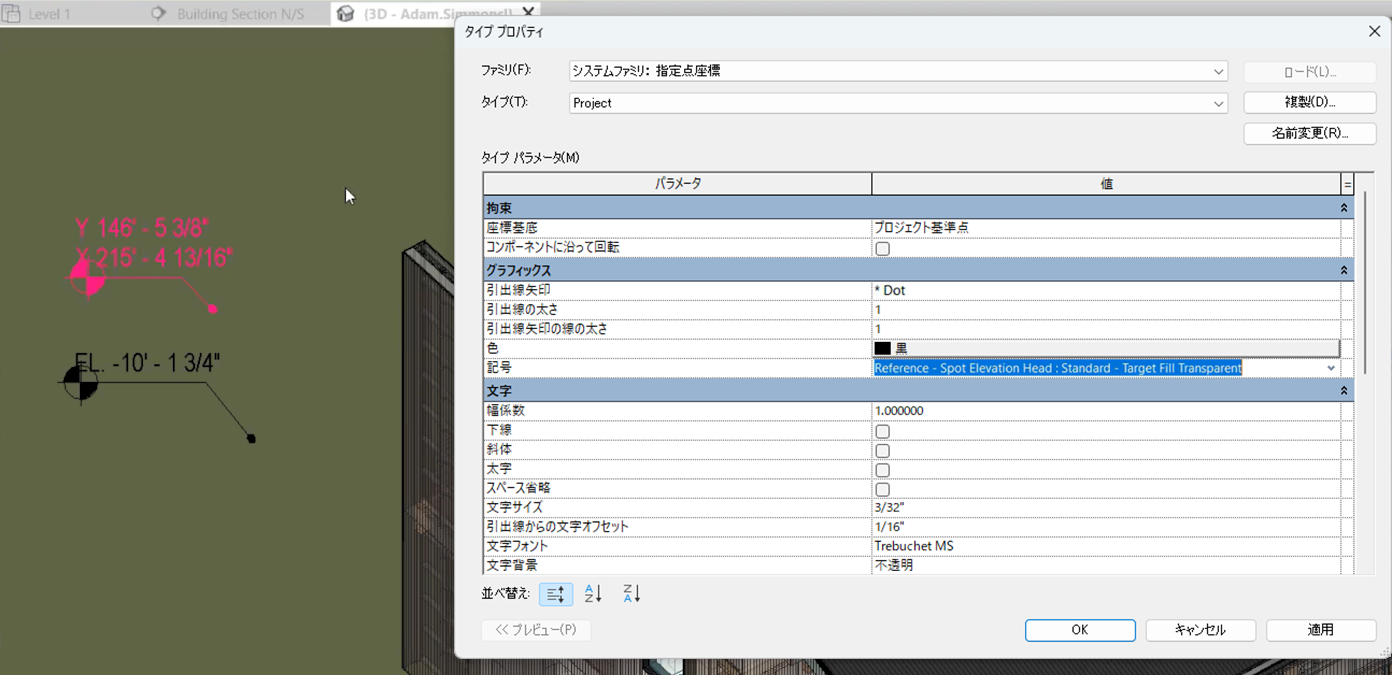 Level 1
Building Section N/S
(3D - Adam.Simmonsl)
タイプ プロパティ
ファミリ(F):
システムファミリ: 指定点座標
ロード(L)...
タイプ(T):
Project
複製(D)...
名前変更(R)...
タイプ パラメータ(M)
パラメータ
値
=
拘束
座標基底
プロジェクト基準点
コンポーネントに沿って回転
グラフィックス
引出線矢印
* Dot
引出線の太さ
1
引出線矢印の線の太さ
1
色
黒
記号
Reference - Spot Elevation Head : Standard - Target Fill Transparent
文字
幅係数
1.000000
下線
斜体
太字
スペース省略
文字サイズ
3/32"
引出線からの文字オフセット
1/16"
文字フォント
Trebuchet MS
文字背景
不透明
並べ替え:
<< プレビュー(P)
OK
キャンセル
適用
Y 146' - 5 3/8"
X-215' - 4 13/16"
EL. -10' - 1 3/4"